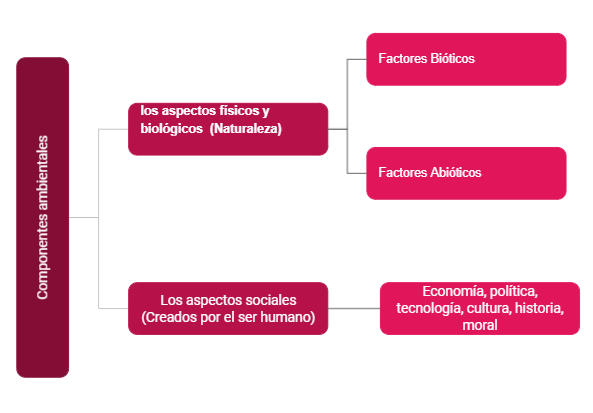 Componentes ambientales
los aspectos físicos y
biológicos (Naturaleza)
Factores Bióticos
Factores Abióticos
Los aspectos sociales
(Creados por el ser humano)
Economía, política,
tecnología, cultura, historia,
moral